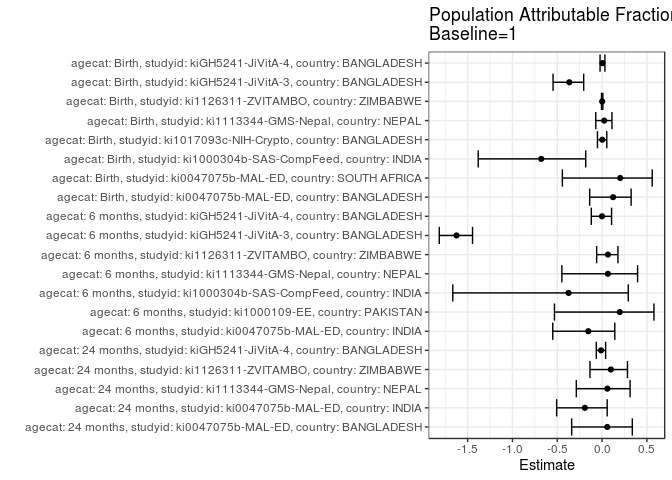 Population Attributable Fraction
Baseline=1
agecat: Birth, studyid: kiGH5241-JiVitA-4, country: BANGLADESH
agecat: Birth, studyid: kiGH5241-JiVitA-3, country: BANGLADESH
agecat: Birth, studyid: ki1126311-ZVITAMBO, country: ZIMBABWE
agecat: Birth, studyid: ki1113344-GMS-Nepal, country: NEPAL
agecat: Birth, studyid: ki1017093c-NIH-Crypto, country: BANGLADESH
agecat: Birth, studyid: ki1000304b-SAS-CompFeed, country: INDIA
agecat: Birth, studyid: ki0047075b-MAL-ED, country: SOUTH AFRICA
agecat: Birth, studyid: ki0047075b-MAL-ED, country: BANGLADESH
agecat: 6 months, studyid: kiGH5241-JiVitA-4, country: BANGLADESH
agecat: 6 months, studyid: kiGH5241-JiVitA-3, country: BANGLADESH
agecat: 6 months, studyid: ki1126311-ZVITAMBO, country: ZIMBABWE
agecat: 6 months, studyid: ki1113344-GMS-Nepal, country: NEPAL
agecat: 6 months, studyid: ki1000304b-SAS-CompFeed, country: INDIA
agecat: 6 months, studyid: ki1000109-EE, country: PAKISTAN
agecat: 6 months, studyid: ki0047075b-MAL-ED, country: INDIA
agecat: 24 months, studyid: kiGH5241-JiVitA-4, country: BANGLADESH
agecat: 24 months, studyid: ki1126311-ZVITAMBO, country: ZIMBABWE
agecat: 24 months, studyid: ki1113344-GMS-Nepal, country: NEPAL
agecat: 24 months, studyid: ki0047075b-MAL-ED, country: INDIA
agecat: 24 months, studyid: ki0047075b-MAL-ED, country: BANGLADESH
-1.5 -1.0 -0.5 0.0 0.5
Estimate